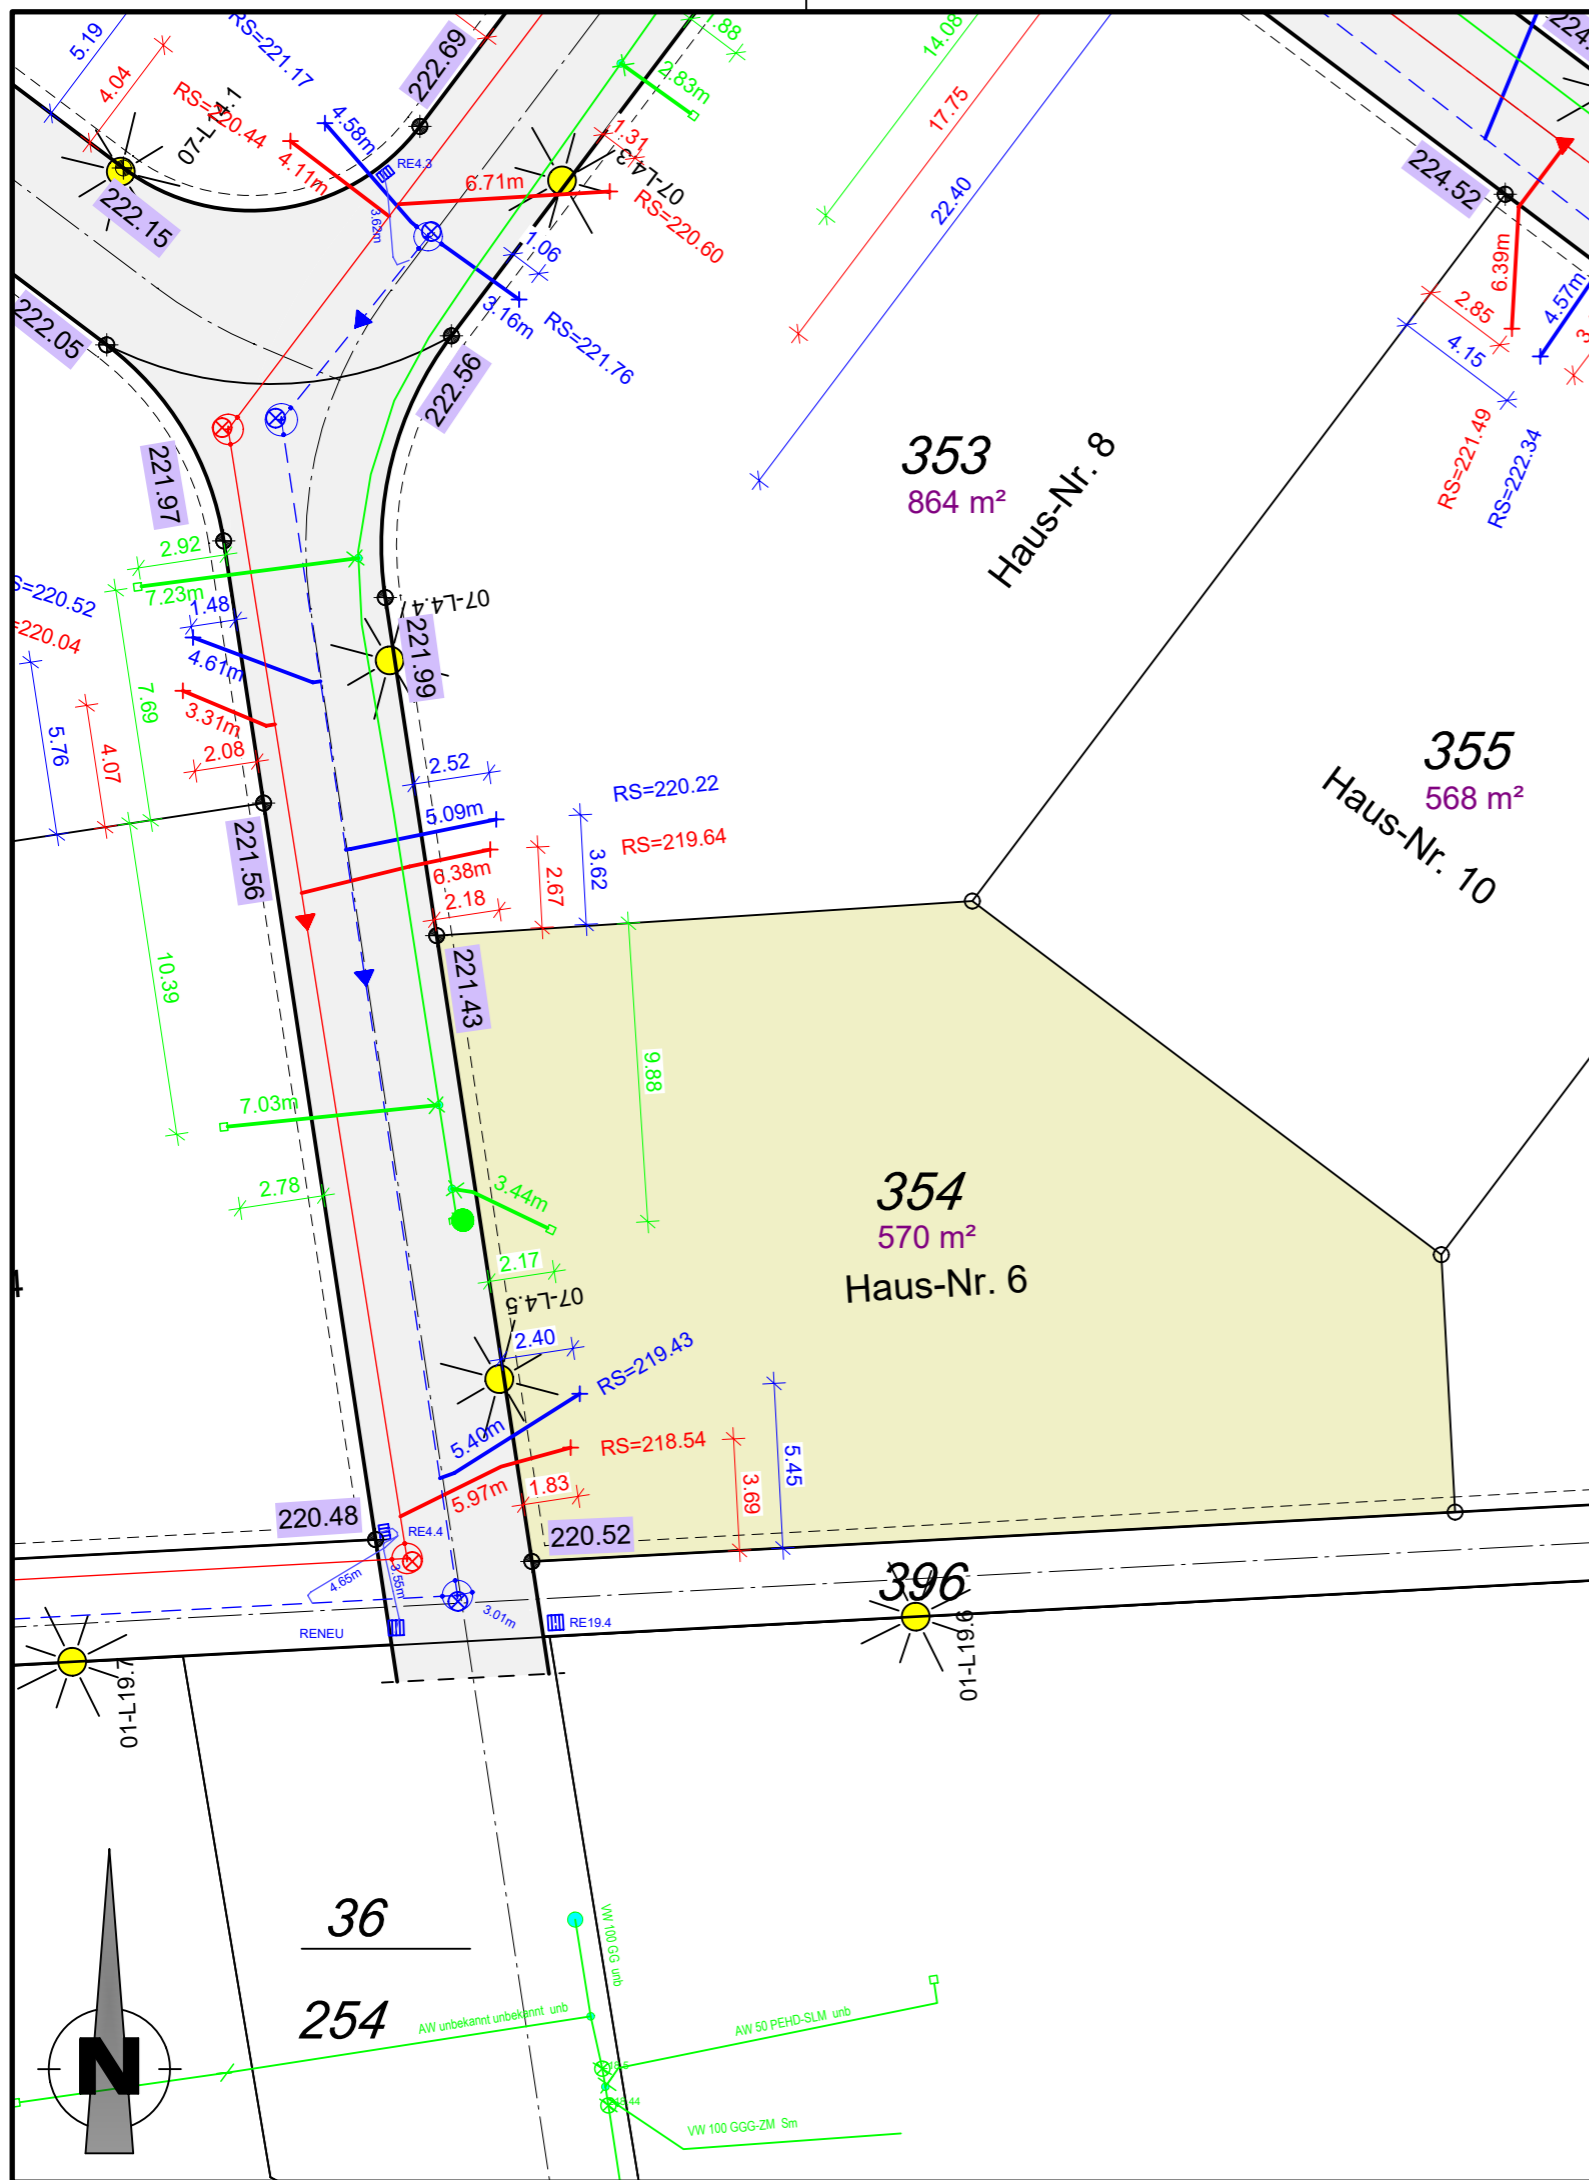 5.19
4.04
RS=221.17
RS=220.44
07-L4.1
222.69
4.58m
4.11m
RE4.3
3.62m
6.71m
222.15
1.88
2.83m
1.31
07-L4.3
RS=220.60
1.06
3.16m
RS=221.76
14.08
17.75
22.40
224.52
6.39m
4.57m
2.85
4.15
RS=221.49
RS=222.34
222.05
222.56
221.97
353
864 m²
Haus-Nr. 8
2.92
7.23m
1.48
4.61m
3.31m
2.08
7.69
4.07
5.76
07-L4.4
221.99
355
568 m²
Haus-Nr. 10
2.52
5.09m
RS=220.22
RS=219.64
6.38m
2.18
2.67
3.62
221.56
221.43
10.39
9.88
7.03m
2.78
3.44m
2.17
07-L4.5
354
570 m²
Haus-Nr. 6
2.40
RS=219.43
5.40m
RS=218.54
5.97m
1.83
3.69
5.45
220.48
RE4.4
220.52
4.65m
3.55m
3.01m
RENEU
RE19.4
396
01-L19.6
01-L19.7
36
254
N
VW 100 GG unb
AW unbekannt unbekannt unb
AW 50 PEHD-SLM unb
VW 100 GGG-ZM Sm